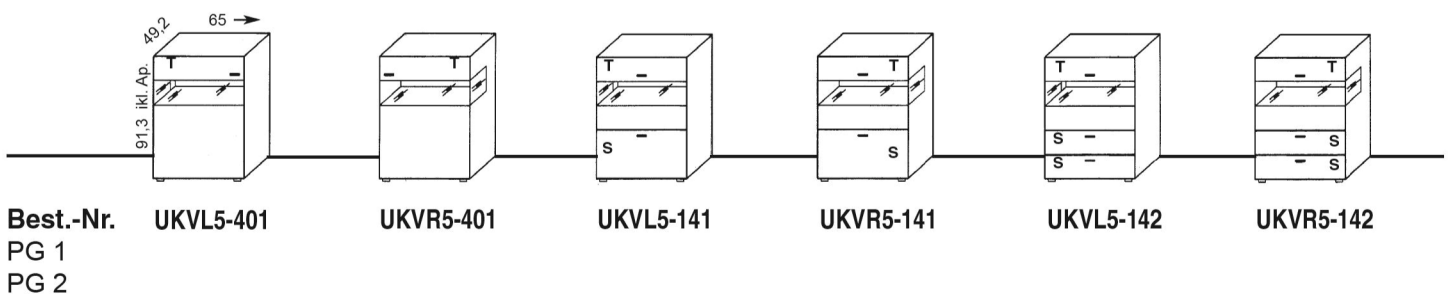 49,2
65
91,3 ikl. Ap.
T
T
T
S
T
S
T
S
S
T
S
S
Best.-Nr. UKVL5-401 UKVR5-401 UKVL5-141 UKVR5-141 UKVL5-142 UKVR5-142
PG 1
PG 2